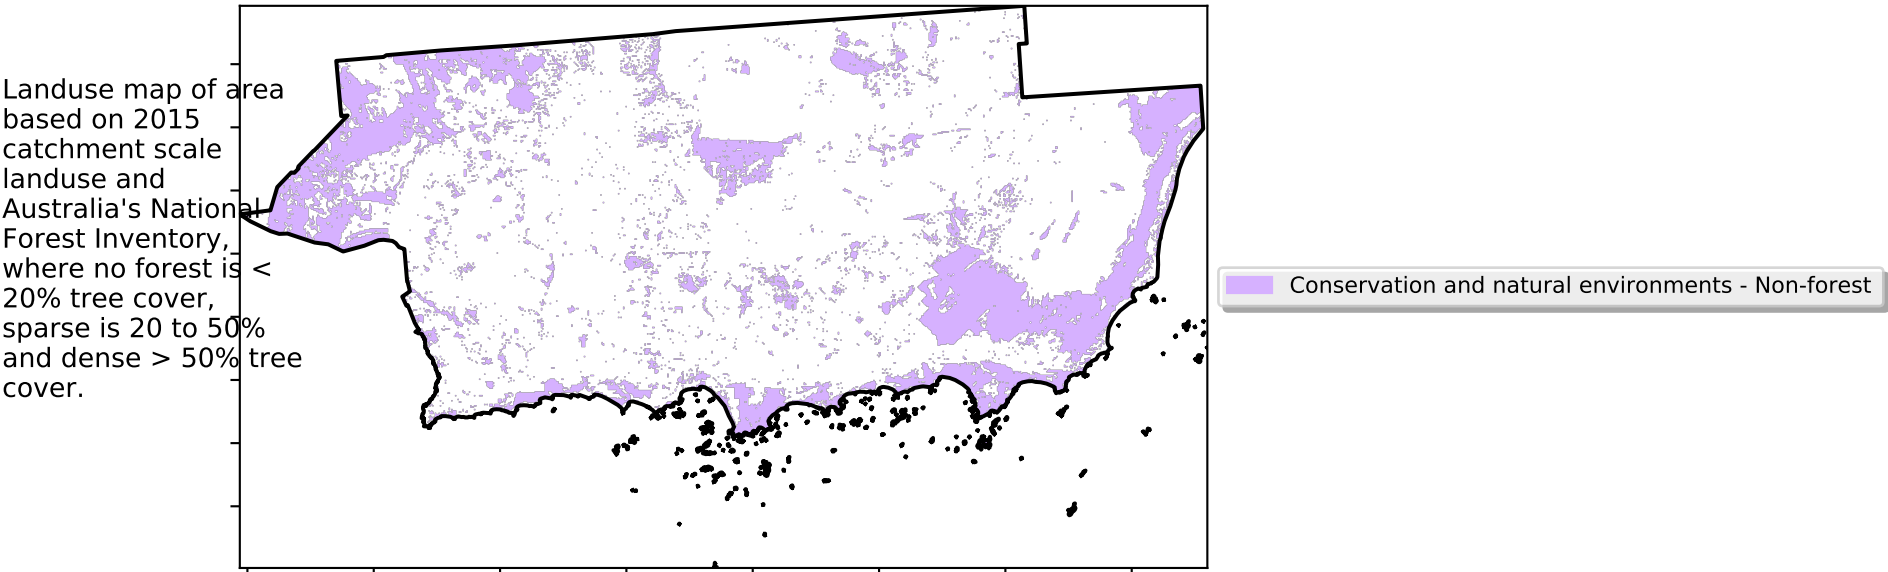 Landuse map of area
based on 2015
catchment scale
landuse and
Australia's National
Forest Inventory,
where no forest is <
20% tree cover,
sparse is 20 to 50%
and dense > 50% tree
cover.
Conservation and natural environments - Non-forest